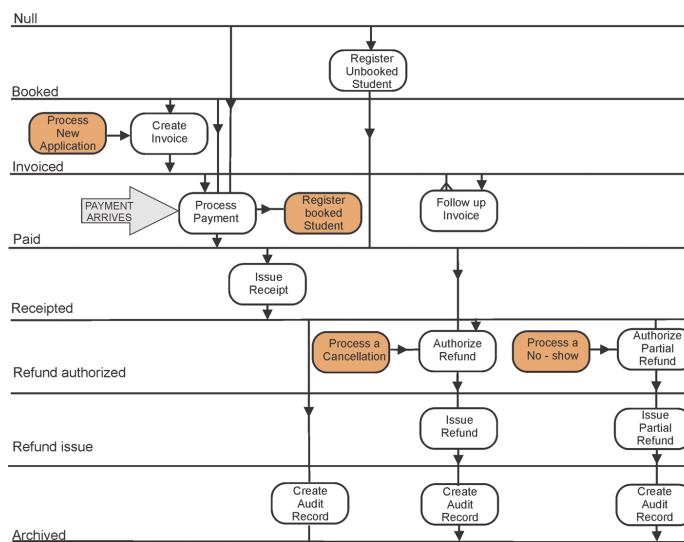 Null
Register
Unbooked
Student
Booked
Process
New
Application
Create
Invoice
Invoiced
PAYMENT
ARRIVES
Process
Payment
Register
booked
Student
Follow up
Invoice
Paid
Issue
Receipt
Receipted
Process a
Cancellation
Authorize
Refund
Process a
No - show
Authorize
Partial
Refund
Refund authorized
Issue
Refund
Issue
Partial
Refund
Refund issue
Create
Audit
Record
Create
Audit
Record
Create
Audit
Record
Archived